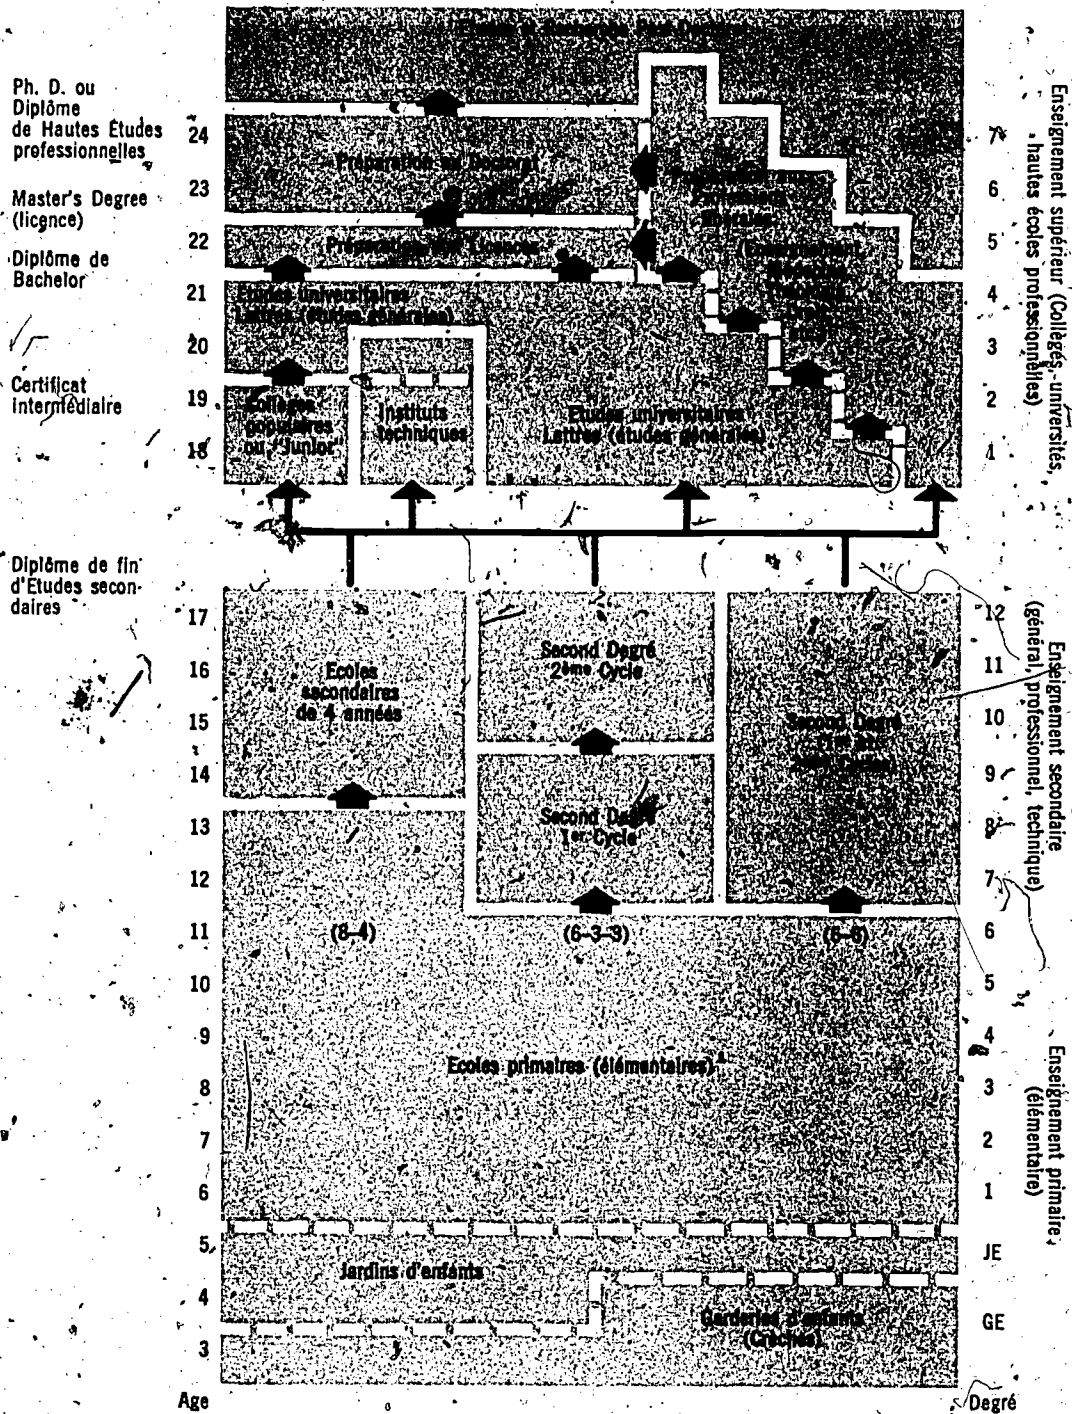 Ph. D. ou
Diplôme
de Hautes Études
professionnelles
Master's Degree
(licence)
Diplôme de
Bachelor
Certificat
intermédiaire
Diplôme de fin
d'Etudes secon-
daires
24
23
22
21
20
19
18
17
16
15
14
13
12
11
10
9
8
7
6
5
4
3
Age
Préparation au Doctorat
Préparation aux Licences
Etudes universitaires
Lettres (études générales)
Collèges
populaires
ou "Junior"
Instituts
techniques
Etudes universitaires
Lettres (études générales)
Ecoles
secondaires
de 4 années
Second Degré
2ème Cycle
Second Degré
1er Cycle
Second Degré
(8-4)
(6-3-3)
(6-6)
Ecoles primaires (élémentaires)
Jardins d'enfants
Garderies d'enfants
(Crèches)
7
6
5
4
3
2
1
12
11
10
9
8
7
6
5
4
3
2
1
JE
GE
Degré
Enseignement supérieur (Collèges, universités,
hautes écoles professionnelles)
Enseignement secondaire
(général, professionnel, technique)
Enseignement primaire
(élémentaire)